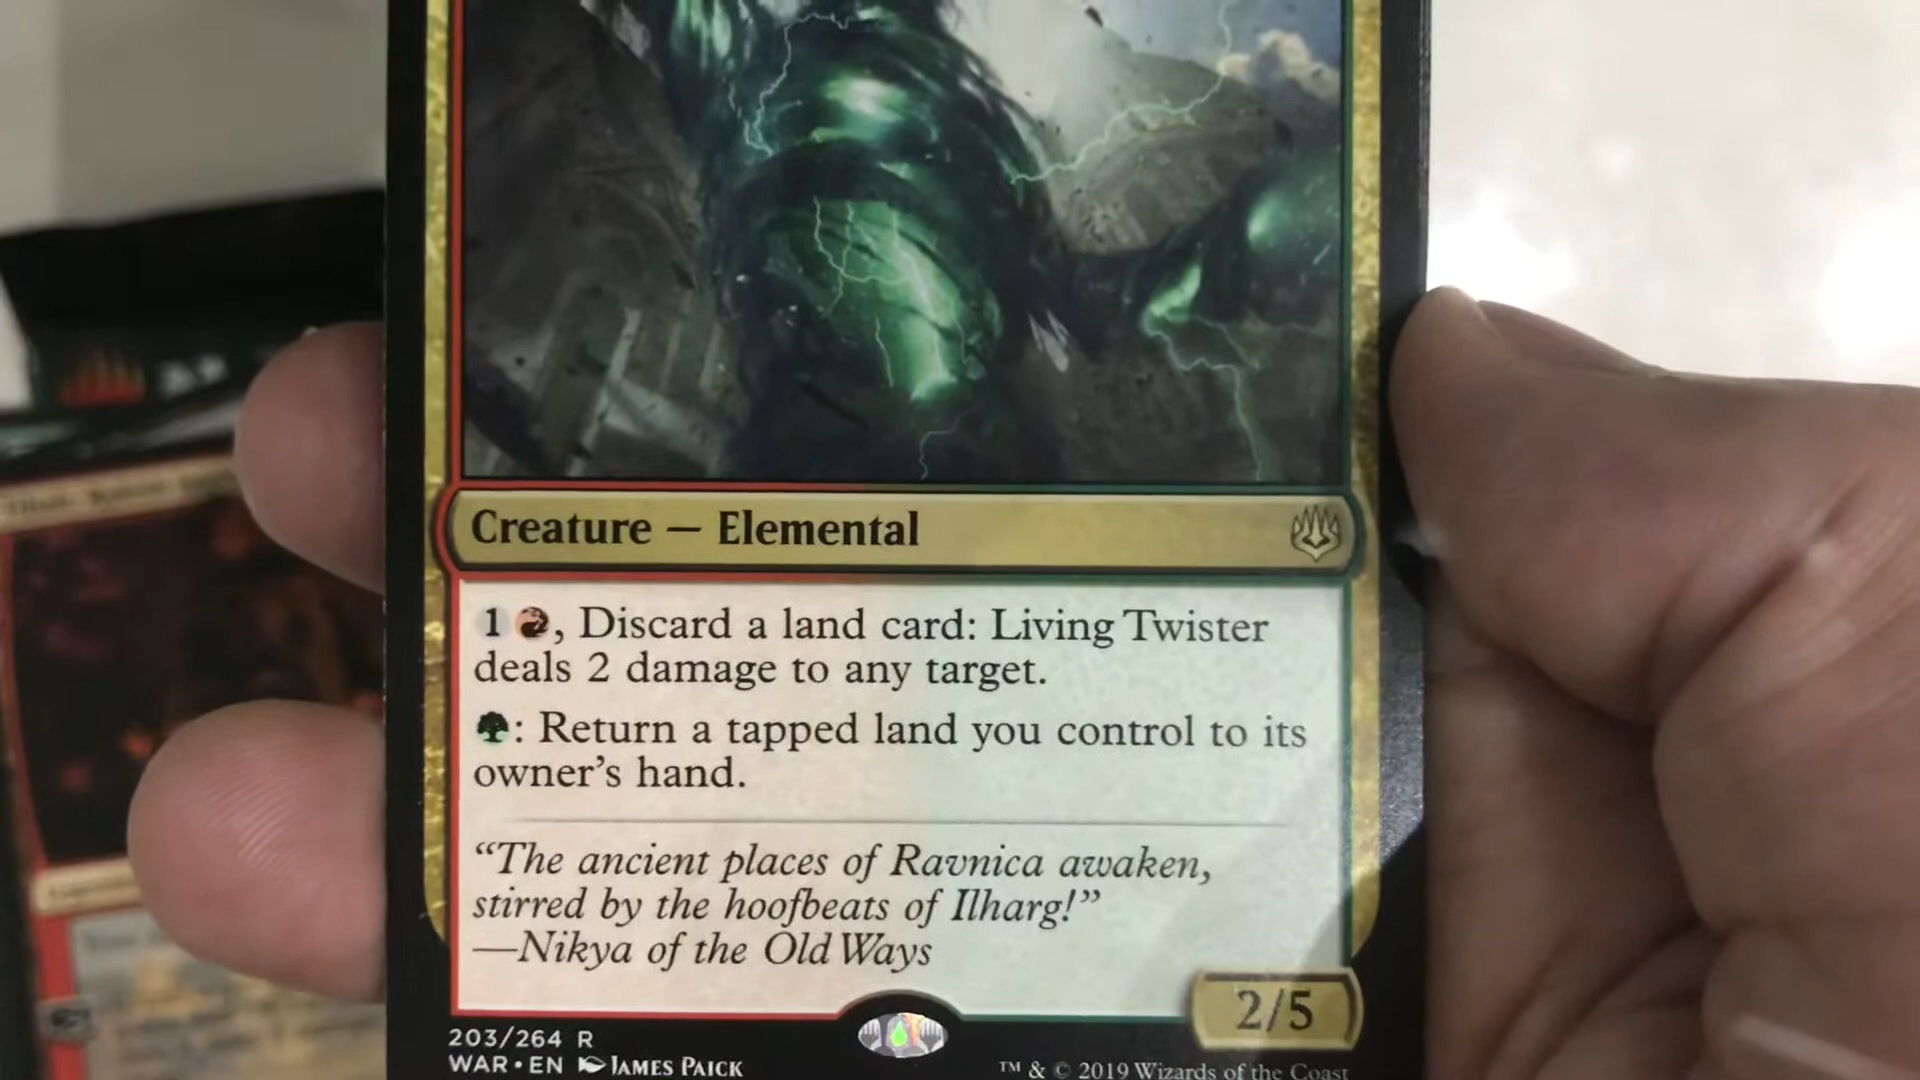 Creature — Elemental
1 , Discard a land card: Living Twister
deals 2 damage to any target.
: Return a tapped land you control to its
owner’s hand.
“The ancient places of Ravnica awaken,
stirred by the hoofbeats of Ilharg!”
—Nikya of the Old Ways
2/5
203/264 R
WAR • EN JAMES PAICK
™ & © 2019 Wizards of the Coast